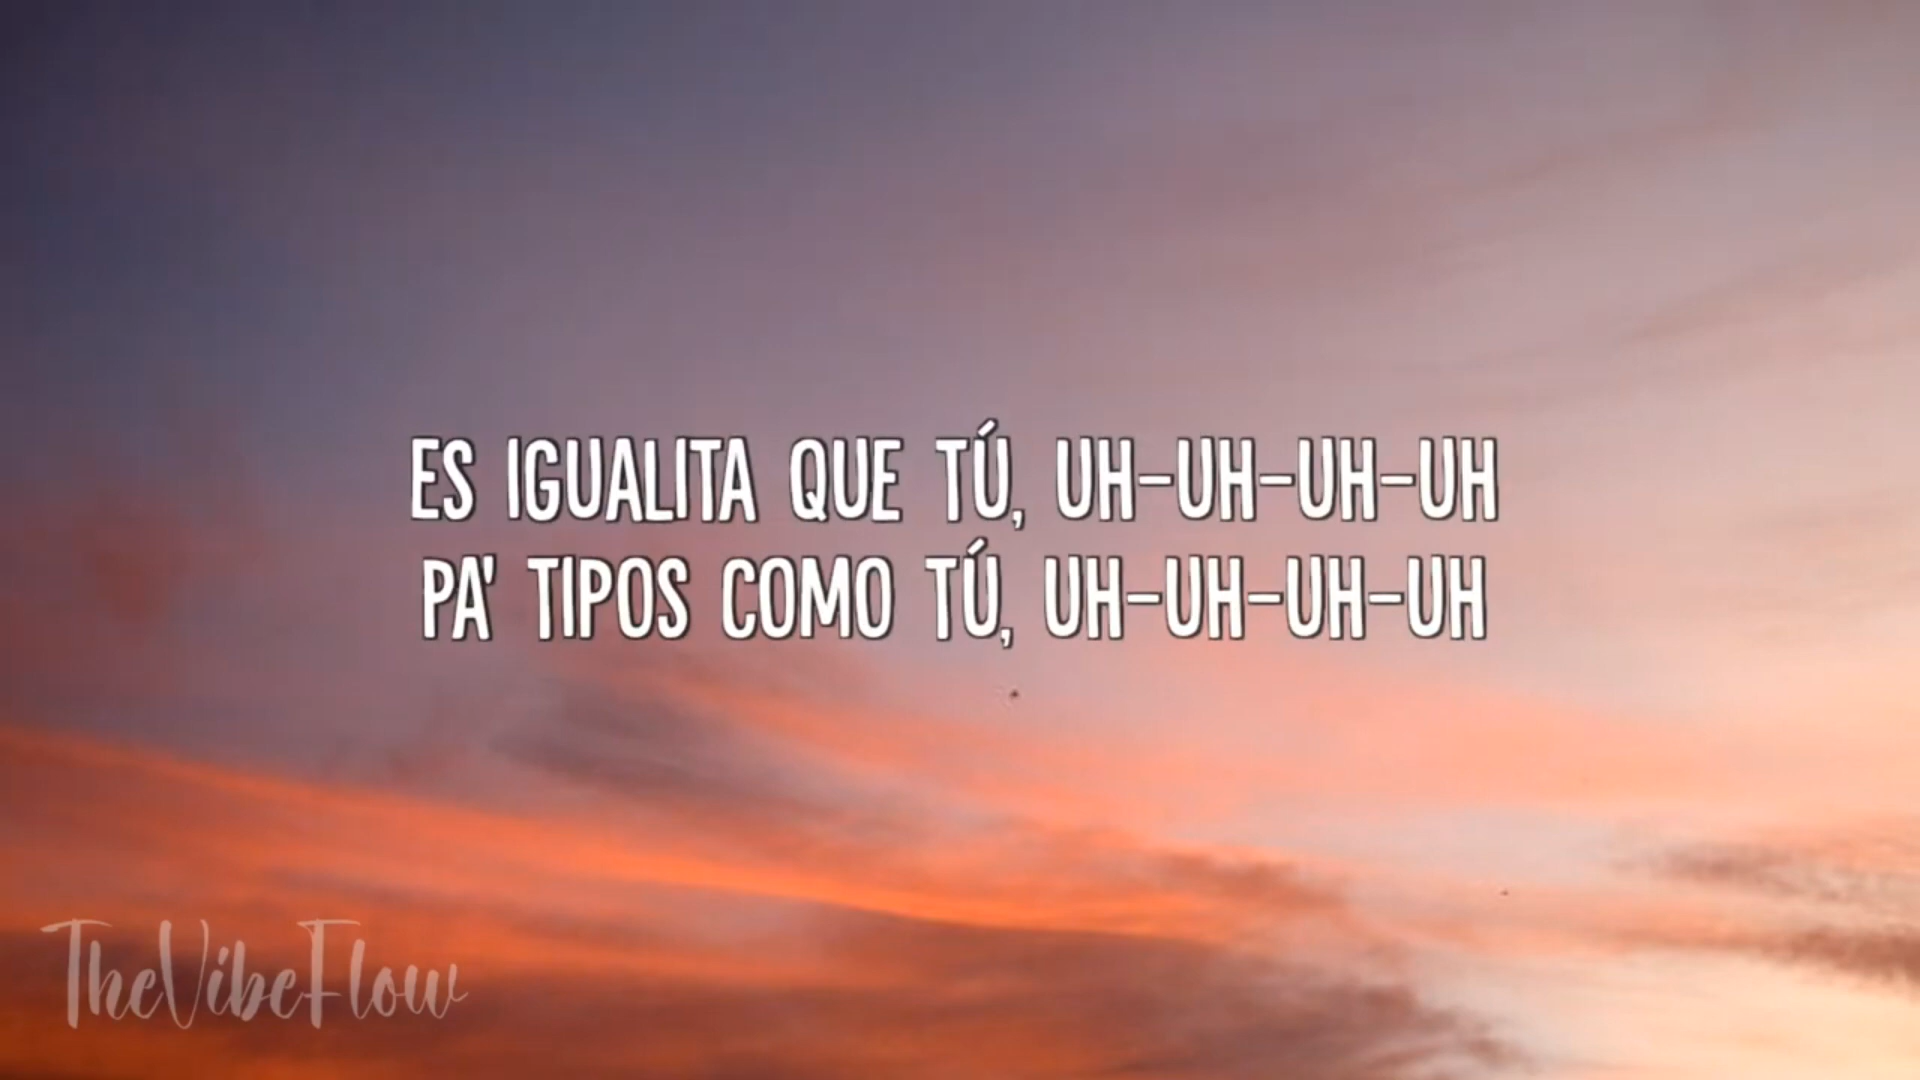 ES IGUALITA QUE TÚ, UH-UH-UH-UH
PA' TIPOS COMO TÚ, UH-UH-UH-UH
TheVibeFlow